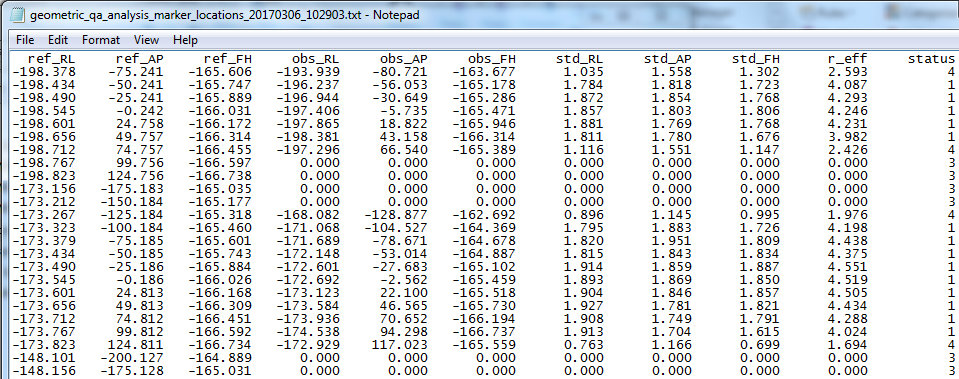 geometric_qa_analysis_marker_locations_20170306_102903.txt - Notepad
File Edit Format View Help
ref_RL ref_AP ref_FH obs_RL obs_AP obs_FH std_RL std_AP std_FH r_eff status
-198.378 -75.241 -165.606 -193.939 -80.721 -163.677 1.035 1.558 1.302 2.593 4
-198.434 -50.241 -165.747 -196.237 -56.053 -165.178 1.784 1.818 1.723 4.087 1
-198.490 -25.241 -165.889 -196.944 -30.649 -165.286 1.872 1.854 1.768 4.293 1
-198.545 -0.242 -166.031 -197.406 -5.735 -165.471 1.857 1.803 1.806 4.246 1
-198.601 24.758 -166.172 -197.865 18.822 -165.946 1.881 1.769 1.768 4.231 1
-198.656 49.757 -166.314 -198.381 43.158 -166.314 1.811 1.780 1.676 3.982 1
-198.712 74.757 -166.455 -197.296 66.540 -165.389 1.116 1.551 1.147 2.426 4
-198.767 99.756 -166.597 0.000 0.000 0.000 0.000 0.000 0.000 0.000 3
-198.823 124.756 -166.738 0.000 0.000 0.000 0.000 0.000 0.000 0.000 3
-173.156 -175.183 -165.035 0.000 0.000 0.000 0.000 0.000 0.000 0.000 3
-173.212 -150.184 -165.177 0.000 0.000 0.000 0.000 0.000 0.000 0.000 3
-173.267 -125.184 -165.318 -168.082 -128.877 -162.692 0.896 1.145 0.995 1.976 4
-173.323 -100.184 -165.460 -171.068 -104.527 -164.369 1.795 1.883 1.726 4.198 1
-173.379 -75.185 -165.601 -171.689 -78.671 -164.678 1.820 1.951 1.809 4.438 1
-173.434 -50.185 -165.743 -172.148 -53.014 -164.887 1.815 1.843 1.834 4.375 1
-173.490 -25.186 -165.884 -172.601 -27.683 -165.102 1.914 1.859 1.887 4.551 1
-173.545 -0.186 -166.026 -172.692 -2.562 -165.459 1.893 1.869 1.850 4.519 1
-173.601 24.813 -166.168 -173.123 22.100 -165.518 1.904 1.846 1.857 4.505 1
-173.656 49.813 -166.309 -173.584 46.565 -165.730 1.927 1.781 1.821 4.434 1
-173.712 74.812 -166.451 -173.936 70.652 -166.194 1.908 1.749 1.791 4.288 1
-173.767 99.812 -166.592 -174.538 94.298 -166.737 1.913 1.704 1.615 4.024 1
-173.823 124.811 -166.734 -172.929 117.023 -165.559 0.763 1.166 0.699 1.694 4
-148.101 -200.127 -164.889 0.000 0.000 0.000 0.000 0.000 0.000 0.000 3
-148.156 -175.128 -165.031 0.000 0.000 0.000 0.000 0.000 0.000 0.000 3